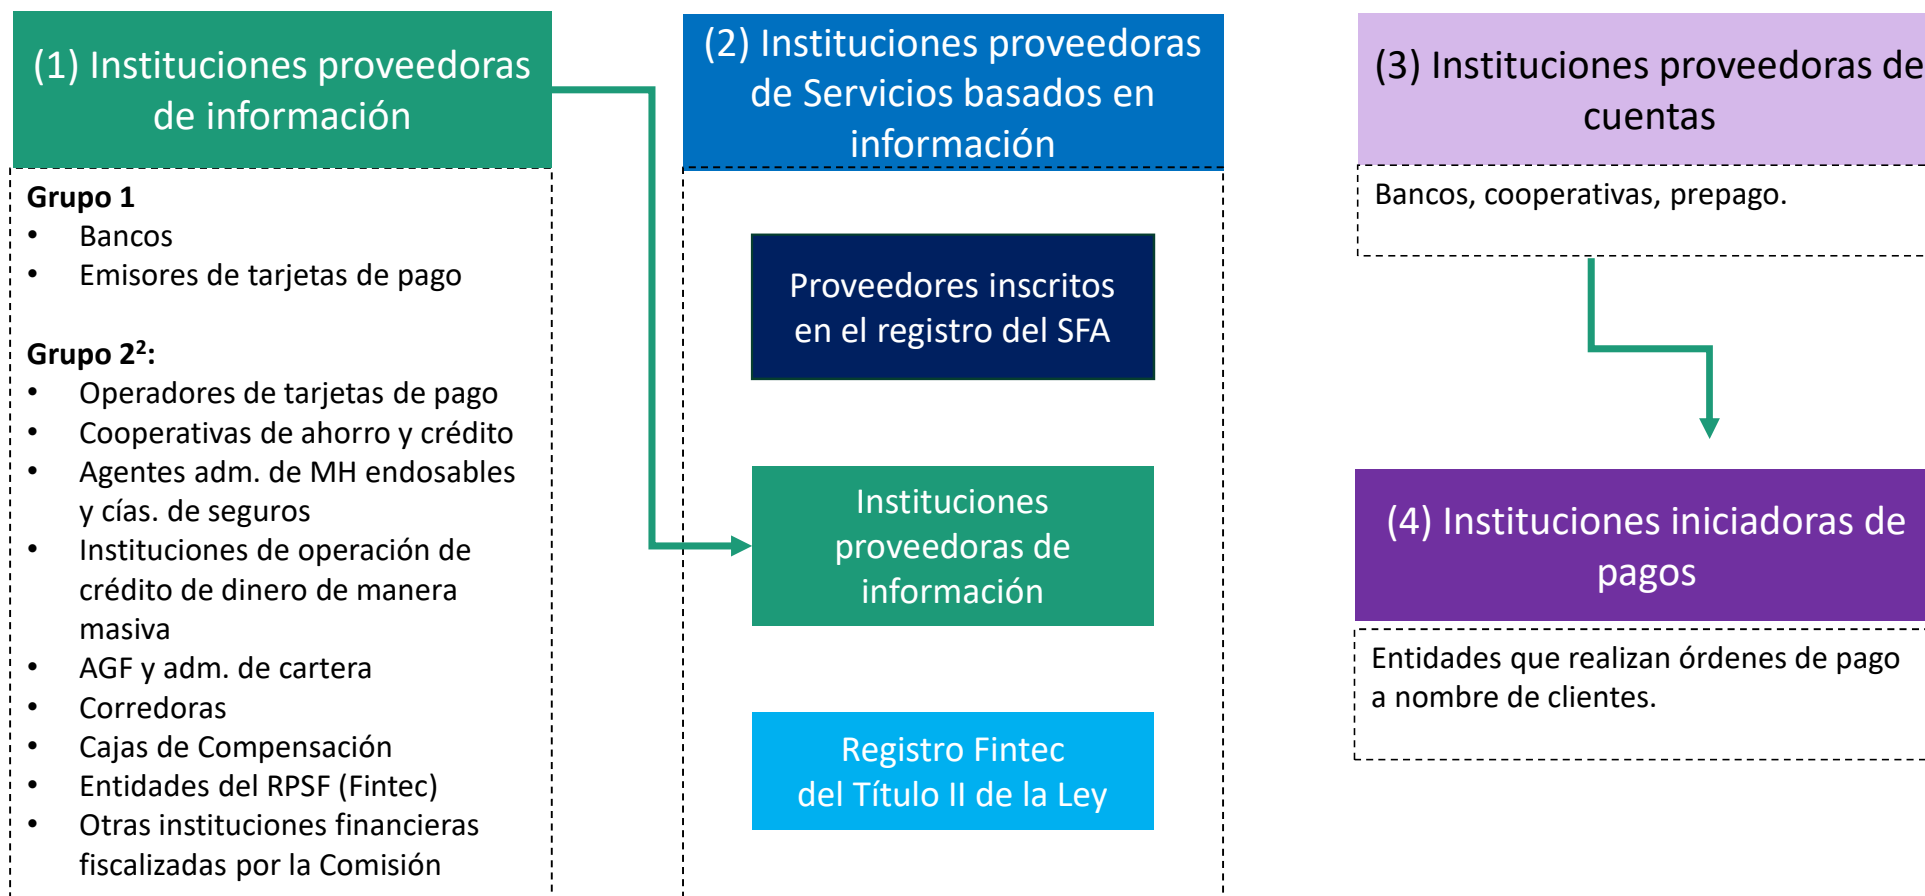 (1) Instituciones proveedoras
de información
Grupo 1
• Bancos
• Emisores de tarjetas de pago
Grupo 2²:
• Operadores de tarjetas de pago
• Cooperativas de ahorro y crédito
• Agentes adm. de MH endosables
y cías. de seguros
• Instituciones de operación de
crédito de dinero de manera
masiva
• AGF y adm. de cartera
• Corredoras
• Cajas de Compensación
• Entidades del RPSF (Fintec)
• Otras instituciones financieras
fiscalizadas por la Comisión
(2) Instituciones proveedoras
de Servicios basados en
información
Proveedores inscritos
en el registro del SFA
Instituciones
proveedoras de
información
Registro Fintec
del Título II de la Ley
(3) Instituciones proveedoras de
cuentas
Bancos, cooperativas, prepago.
(4) Instituciones iniciadoras de
pagos
Entidades que realizan órdenes de pago
a nombre de clientes.